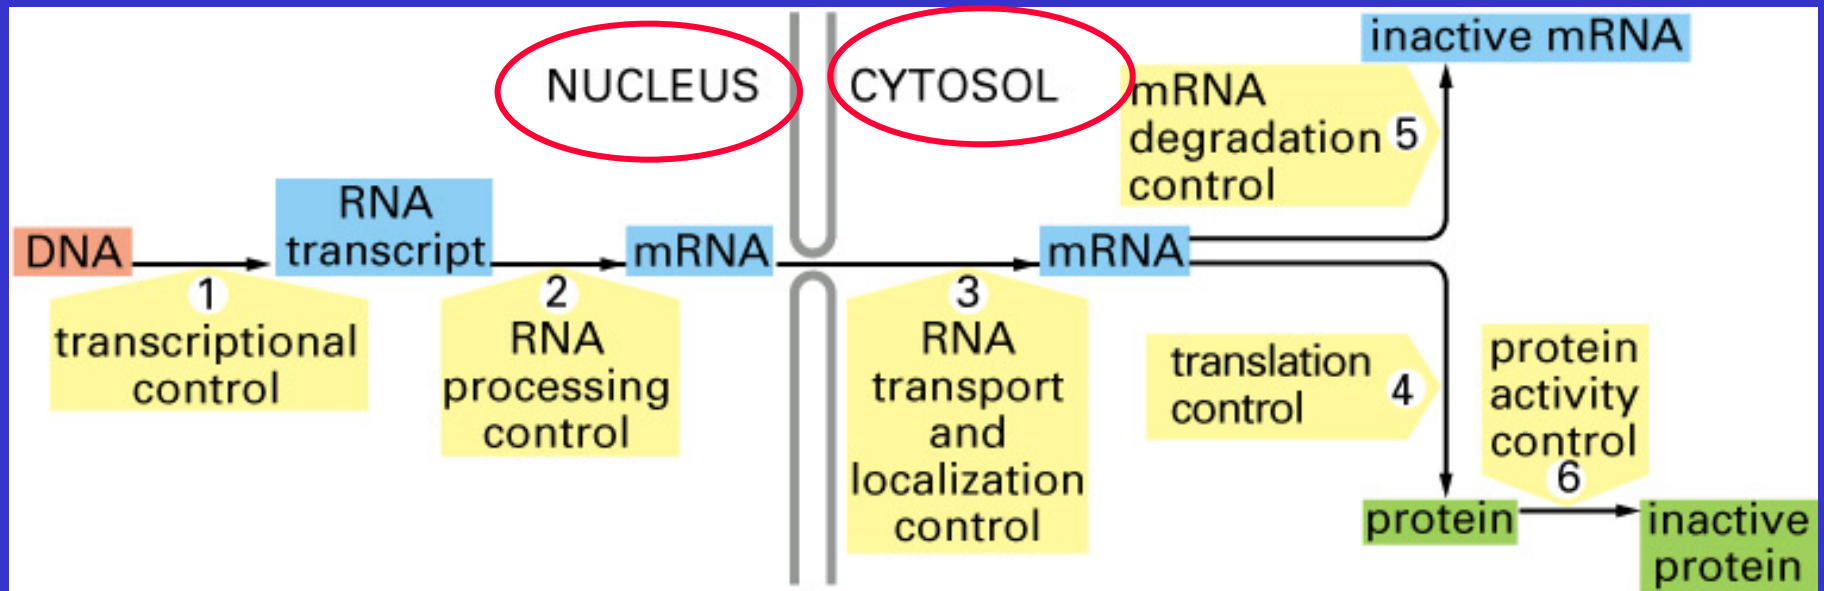 NUCLEUS
CYTOSOL
inactive mRNA
mRNA
degradation 5
control
RNA
transcript
DNA
mRNA
mRNA
1
transcriptional
control
2
RNA
processing
control
3
RNA
transport
and
localization
control
translation
control
4
protein
activity
control
6
protein
inactive
protein